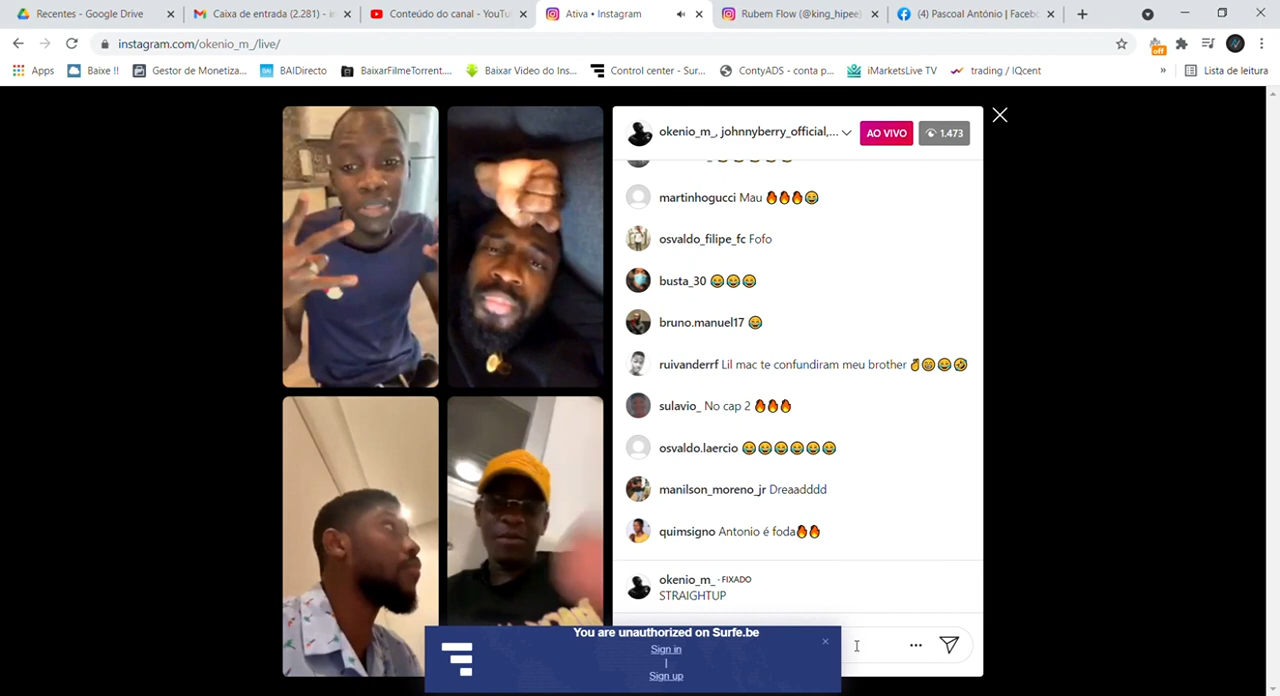 Recentes - Google Drive
Caixa de entrada (2.281) - i
Conteúdo do canal - YouTu
Ativa • Instagram
Rubem Flow (@king_hipee
(4) Pascoal António | Faceb
instagram.com/okenio_m_/live/
off
Apps
Baixe !!
Gestor de Monetiza...
BAI
BAIDirecto
BaixarFilmeTorrent....
Baixar Video do Ins...
Control center - Sur...
ContyADS - conta p...
iMarketsLive TV
trading / IQcent
»
Lista de leitura
okenio_m_, johnnyberry_official,...
AO VIVO
1.473
martinhogucci Mau 🔥🔥🔥😂
osvaldo_filipe_fc Fofo
busta_30 😂😂😂
bruno.manuel17 😂
ruivanderrf Lil mac te confundiram meu brother ✌😁😂🤣
sulavio_ No cap 2 🔥🔥🔥
osvaldo.laercio 😂😂😂😂😂😂
manilson_moreno_jr Dreaadddd
quimsigno Antonio é foda🔥🔥
okenio_m_ • FIXADO
STRAIGHTUP
You are unauthorized on Surfe.be
Sign in
|
Sign up